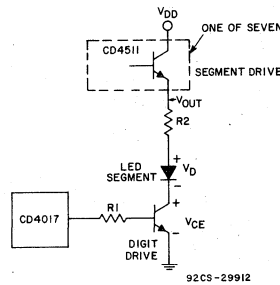 VDD
ONE OF SEVEN
CD4511
SEGMENT DRIVE
VOUT
R2
+
LED
SEGMENT
VD
-
+
CD4017
R1
VCE
-
DIGIT
DRIVE
92CS-29912